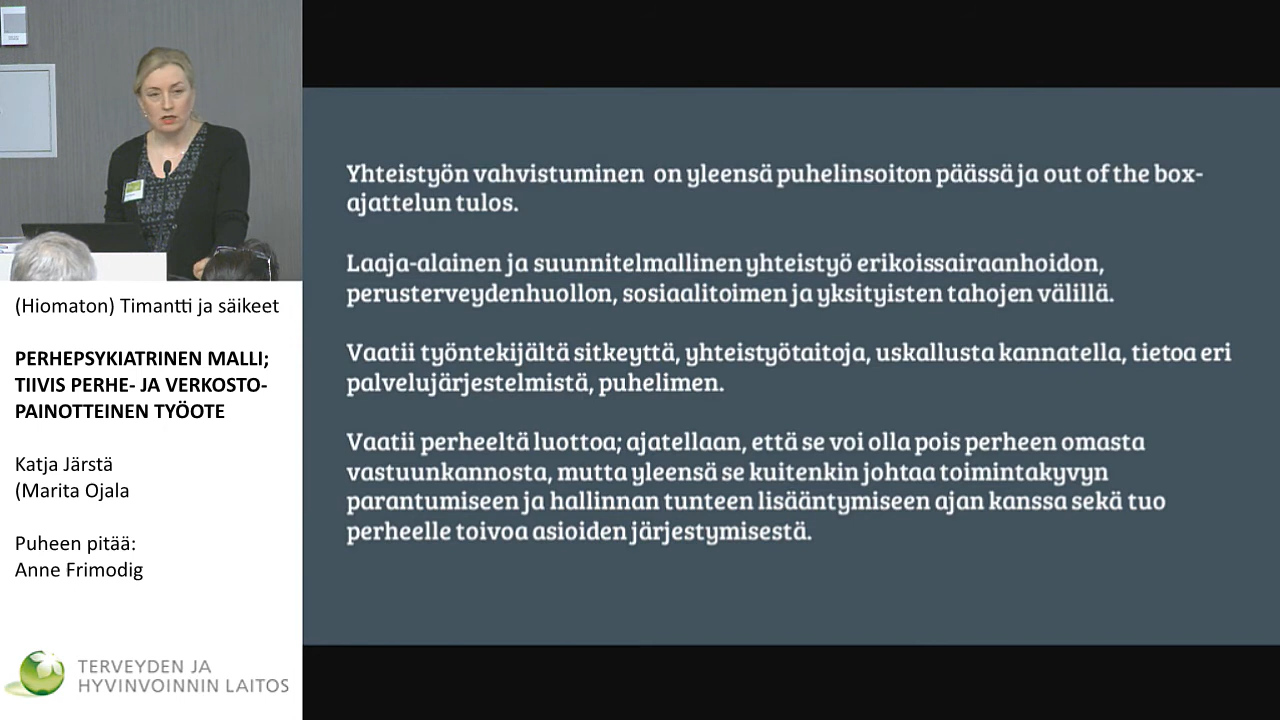 (Hiomaton) Timantti ja säikeet
PERHEPSYKIATRINEN MALLI;
TIIVIS PERHE- JA VERKOSTO-
PAINOTTEINEN TYÖOTE
Katja Järstä
(Marita Ojala
Puheen pitää:
Anne Frimodig
TERVEYDEN JA
HYVINVOINNIN LAITOS
Yhteistyön vahvistuminen on yleensä puhelinsoiton päässä ja out of the box-
ajattelun tulos.
Laaja-alainen ja suunnitelmallinen yhteistyö erikoissairaanhoidon,
perusterveydenhuollon, sosiaalitoimen ja yksityisten tahojen välillä.
Vaatii työntekijältä sitkeyttä, yhteistyötaitoja, uskallusta kannatella, tietoa eri
palvelujärjestelmistä, puhelimen.
Vaatii perheeltä luottoa; ajatellaan, että se voi olla pois perheen omasta
vastuunkannosta, mutta yleensä se kuitenkin johtaa toimintakyvyn
parantumiseen ja hallinnan tunteen lisääntymiseen ajan kanssa sekä tuo
perheelle toivoa asioiden järjestymisestä.